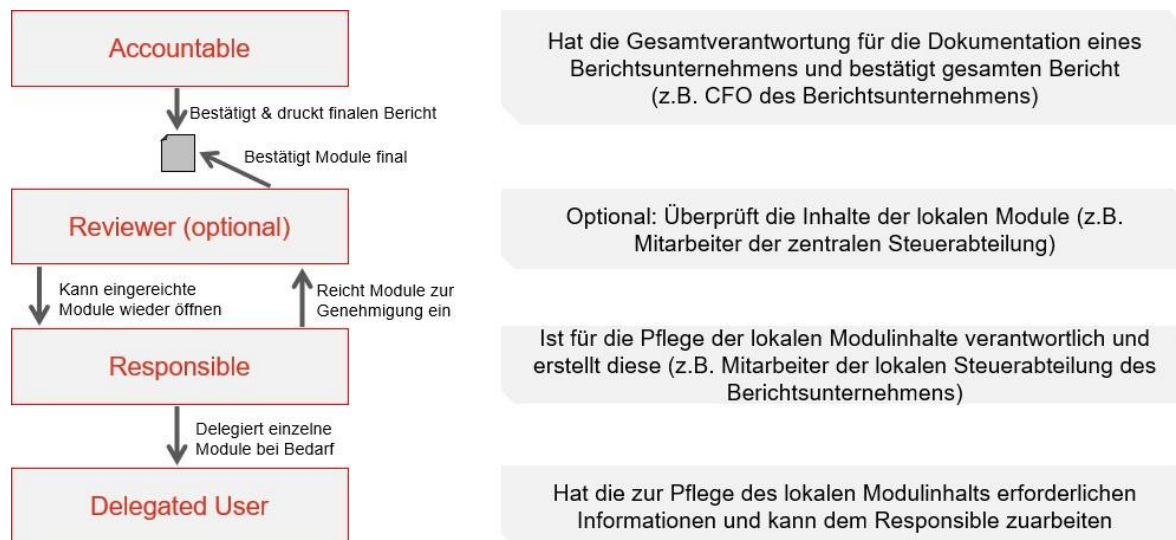 Accountable
Hat die Gesamtverantwortung für die Dokumentation eines
Berichtsunternehmens und bestätigt gesamten Bericht
(z.B. CFO des Berichtsunternehmens)
Bestätigt & druckt finalen Bericht
Bestätigt Module final
Reviewer (optional)
Optional: Überprüft die Inhalte der lokalen Module (z.B.
Mitarbeiter der zentralen Steuerabteilung)
Kann eingereichte
Module wieder öffnen
Reicht Module zur
Genehmigung ein
Responsible
Ist für die Pflege der lokalen Modulinhalte verantwortlich und
erstellt diese (z.B. Mitarbeiter der lokalen Steuerabteilung des
Berichtsunternehmens)
Delegiert einzelne
Module bei Bedarf
Delegated User
Hat die zur Pflege des lokalen Modulinhalts erforderlichen
Informationen und kann dem Responsible zuarbeiten